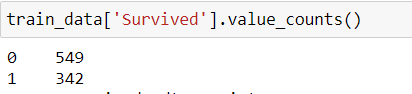 train_data['Survived'].value_counts()
0    549
1    342